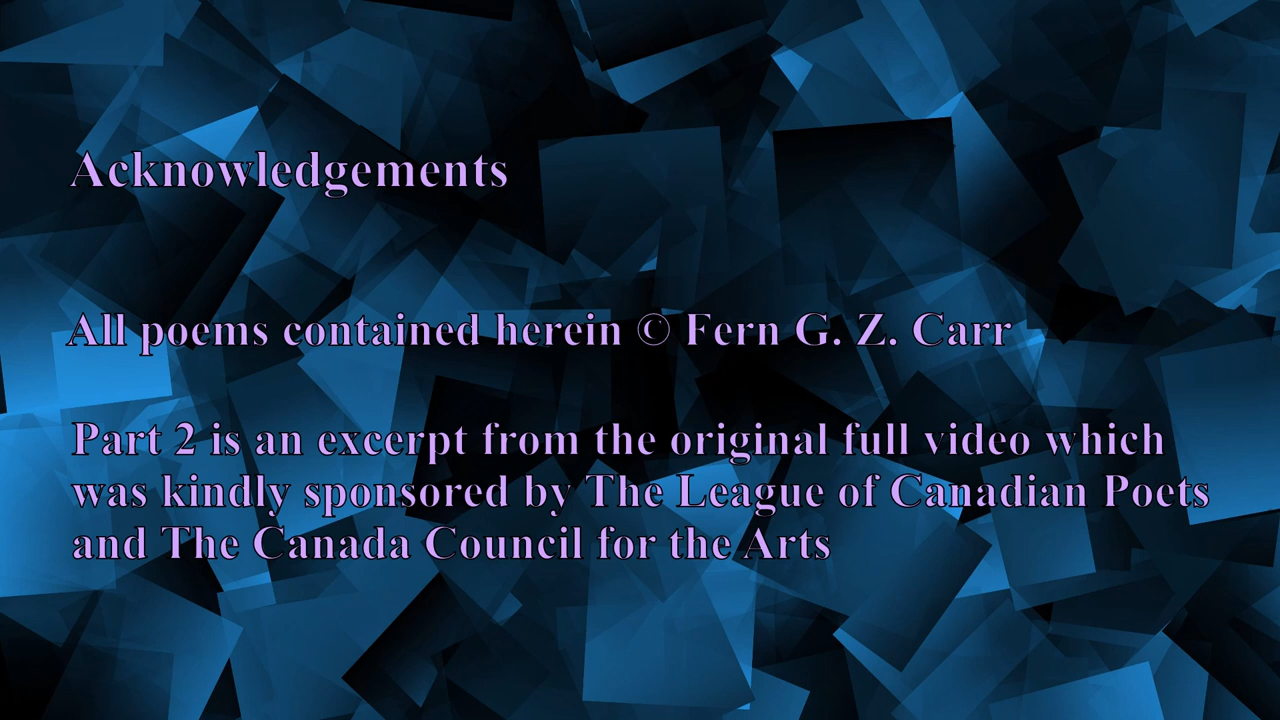 Acknowledgements
All poems contained herein © Fern G. Z. Carr
Part 2 is an excerpt from the original full video which
was kindly sponsored by The League of Canadian Poets
and The Canada Council for the Arts